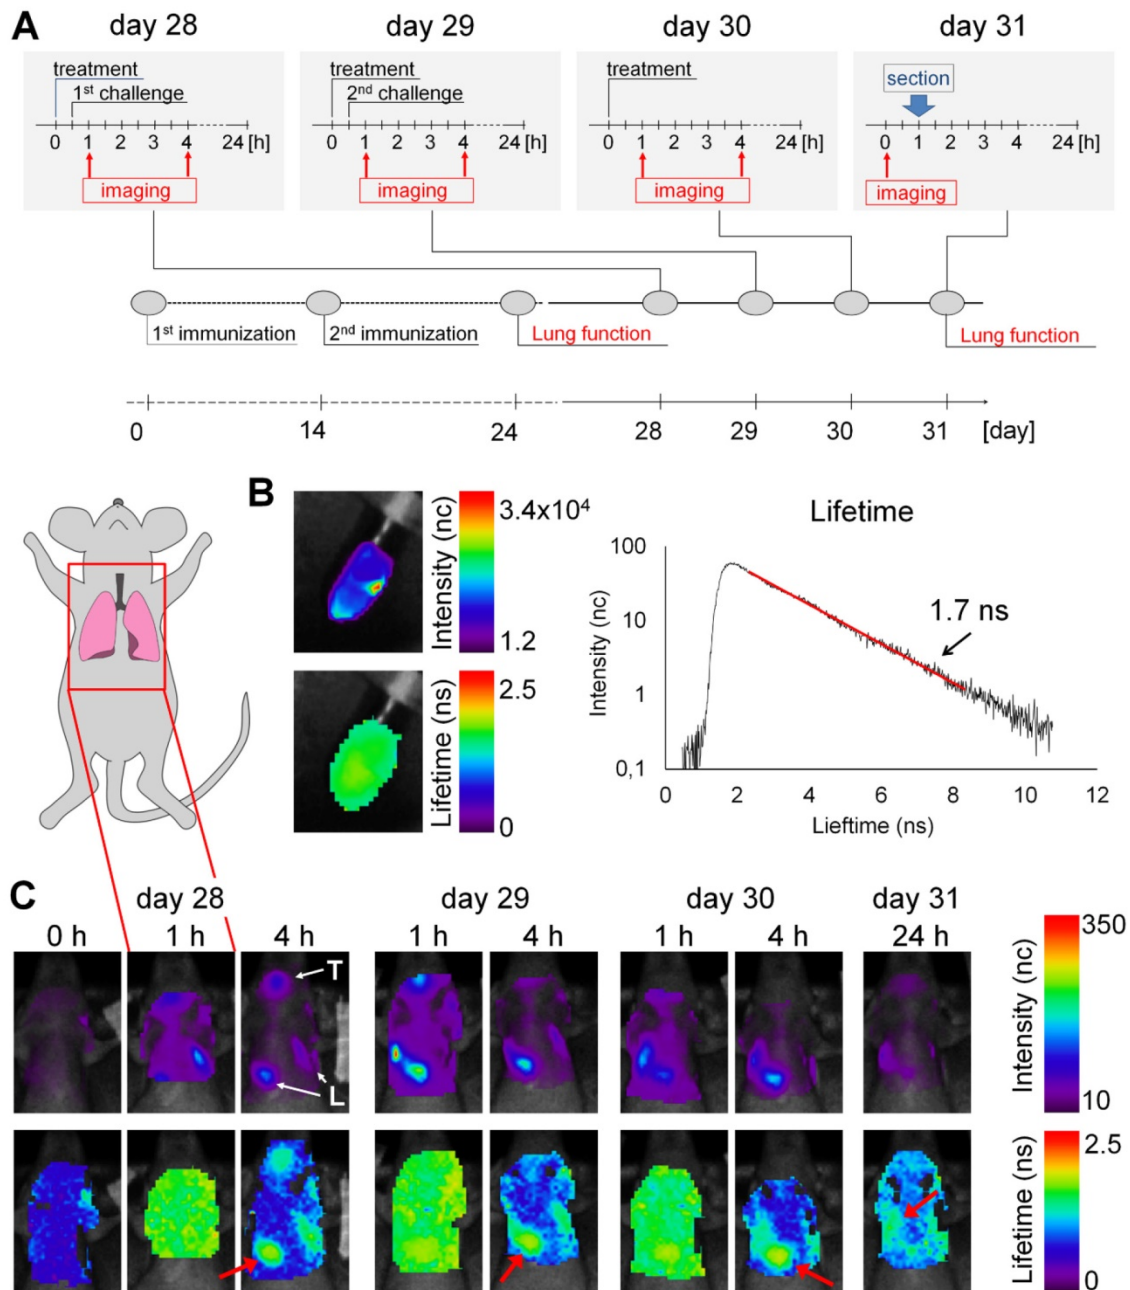 A
day 28
day 29
day 30
day 31
treatment
1st challenge
0 1 2 3 4 24 [h]
imaging
treatment
2nd challenge
0 1 2 3 4 24 [h]
imaging
treatment
0 1 2 3 4 24 [h]
imaging
section
0 1 2 3 4 24 [h]
imaging
1st immunization
2nd immunization
Lung function
Lung function
0 14 24 28 29 30 31 [day]
B
Intensity (nc)
3.4x10⁴
1.2
Lifetime (ns)
2.5
0
Lifetime
Intensity (nc)
100
10
1
0,1
1.7 ns
0 2 4 6 8 10 12
Lieftime (ns)
C
day 28
day 29
day 30
day 31
0 h 1 h 4 h 1 h 4 h 1 h 4 h 24 h
T
L
Intensity (nc)
350
10
Lifetime (ns)
2.5
0